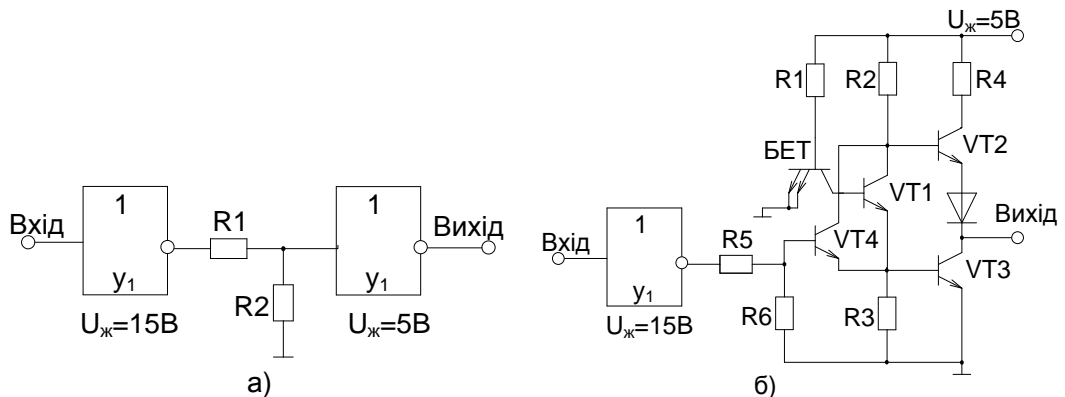 Вхід
1
y₁
Uж=15В
R1
R2
1
y₁
Uж=5В
Вихід
а)
Вхід
1
y₁
Uж=15В
R5
R6
БЕТ
R1
R2
R4
Uж=5В
VT2
VT1
VT4
Вихід
VT3
R3
б)